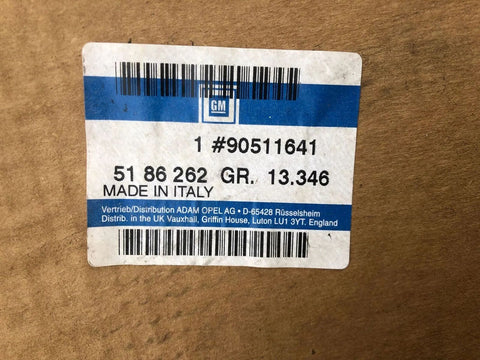 GM
1 #90511641
51 86 262 GR. 13.346
MADE IN ITALY
Vertrieb/Distribution ADAM OPEL AG • D-65428 Rüsselsheim
Distrib. in the UK Vauxhall, Griffin House, Luton LU1 3YT. England